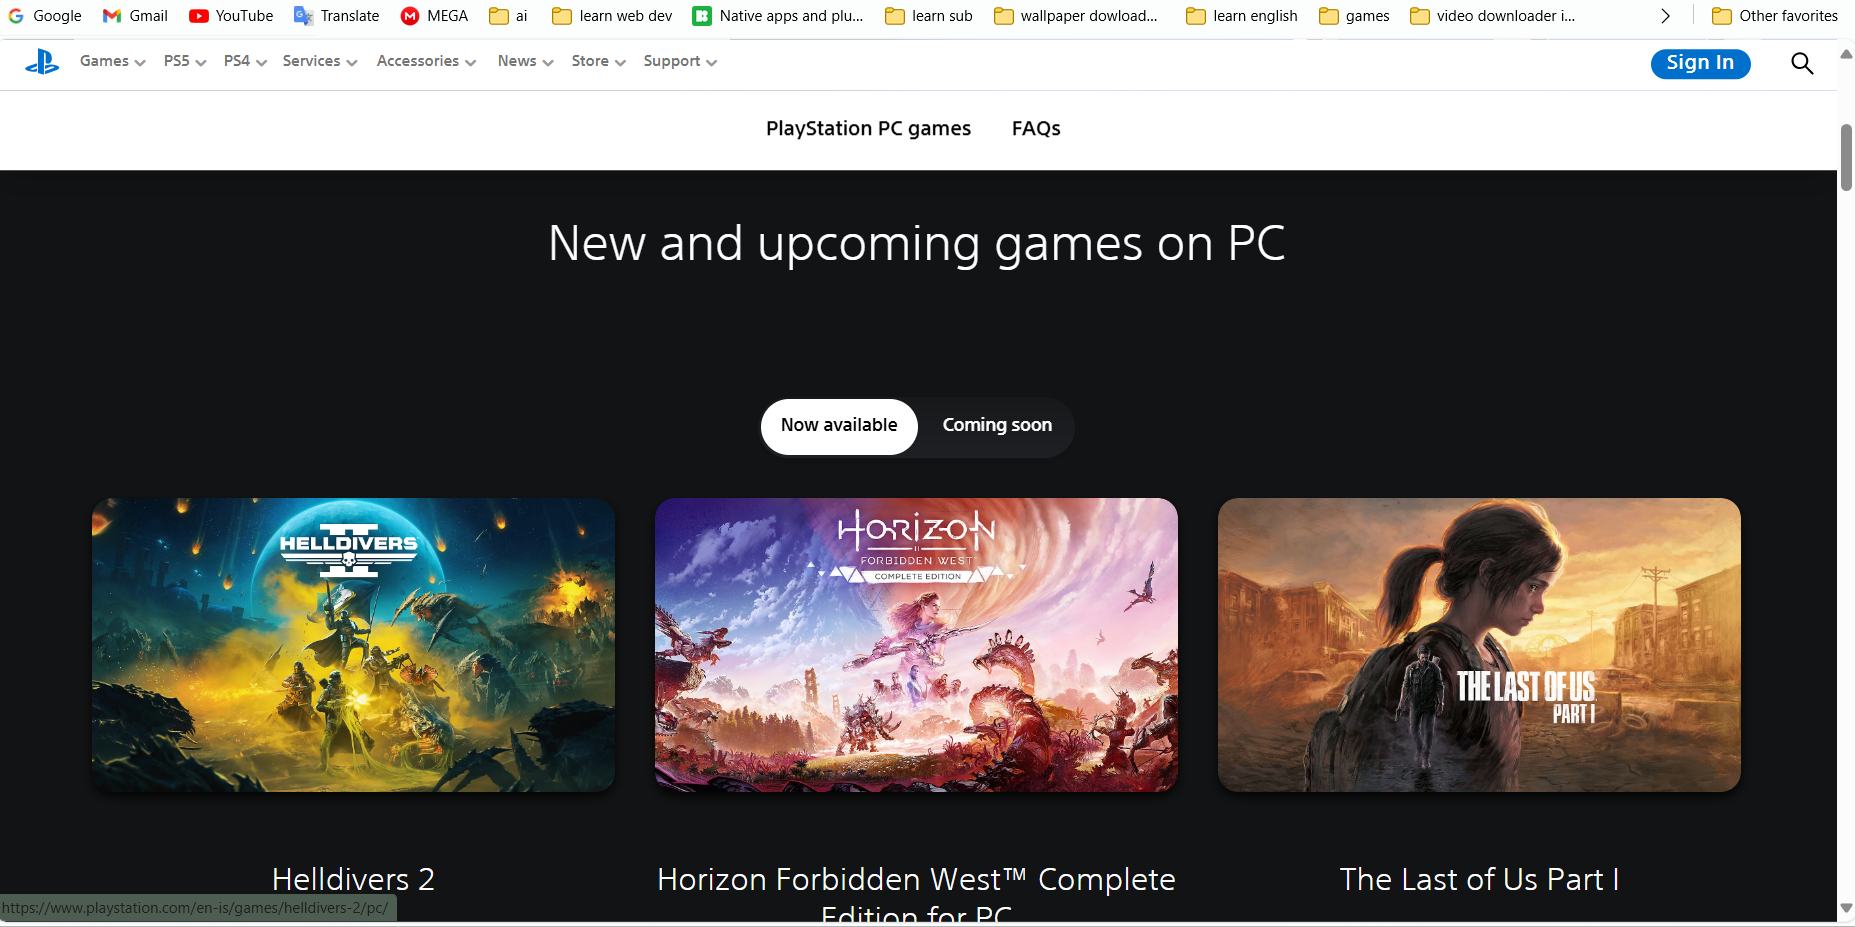 Google Gmail YouTube Translate MEGA ai learn web dev Native apps and plu... learn sub wallpaper dowload... learn english games video downloader i... Other favorites
Games PS5 PS4 Services Accessories News Store Support Sign In
PlayStation PC games FAQs
New and upcoming games on PC
Now available Coming soon
HELLDIVERS
II
HORIZON
FORBIDDEN WEST
COMPLETE EDITION
THE LAST OF US
PART I
Helldivers 2 Horizon Forbidden West™ Complete The Last of Us Part I
Edition for PC
https://www.playstation.com/en-is/games/helldivers-2/pc/